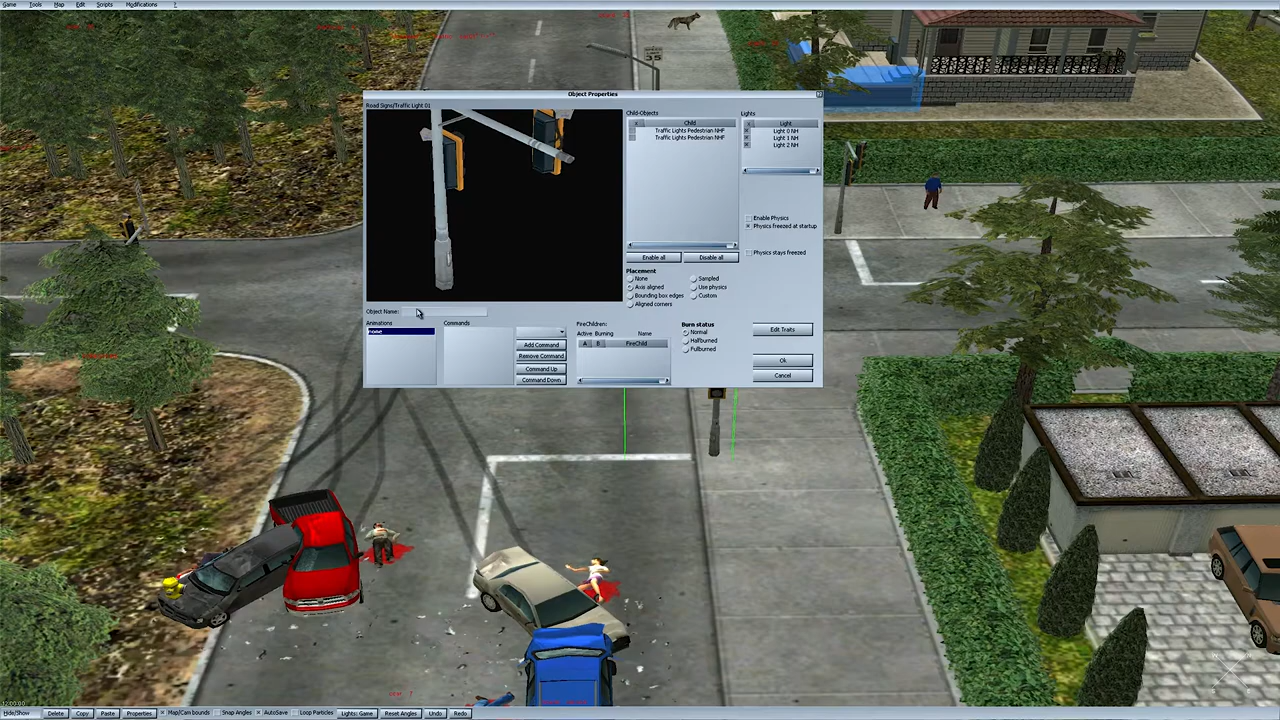 Game Tools Map Edit Scripts Modifications ?
Object Properties
Road Signs/Traffic Light 01
Child-Objects
Lights
x Child
x Light
Traffic Lights Pedestrian NHF
Light 0 NH
Traffic Lights Pedestrian NHF
Light 1 NH
Light 2 NH
Enable Physics
Physics freezed at startup
Enable all Disable all
Physics stays freezed
Placement
None Sampled
Axis aligned Use physics
Bounding box edges Custom
Aligned corners
Object Name:
Animations
Commands
none
Add Command
Remove Command
Command Up
Command Down
FireChildren:
Active Burning Name
A B FireChild
Burn status
Normal
Halfburned
Fullburned
Edit Traits
Ok
Cancel
12:00:00
Hide/Show Delete Copy Paste Properties Map/Cam bounds Snap Angles AutoSave Loop Particles Lights: Game Reset Angles Undo Redo